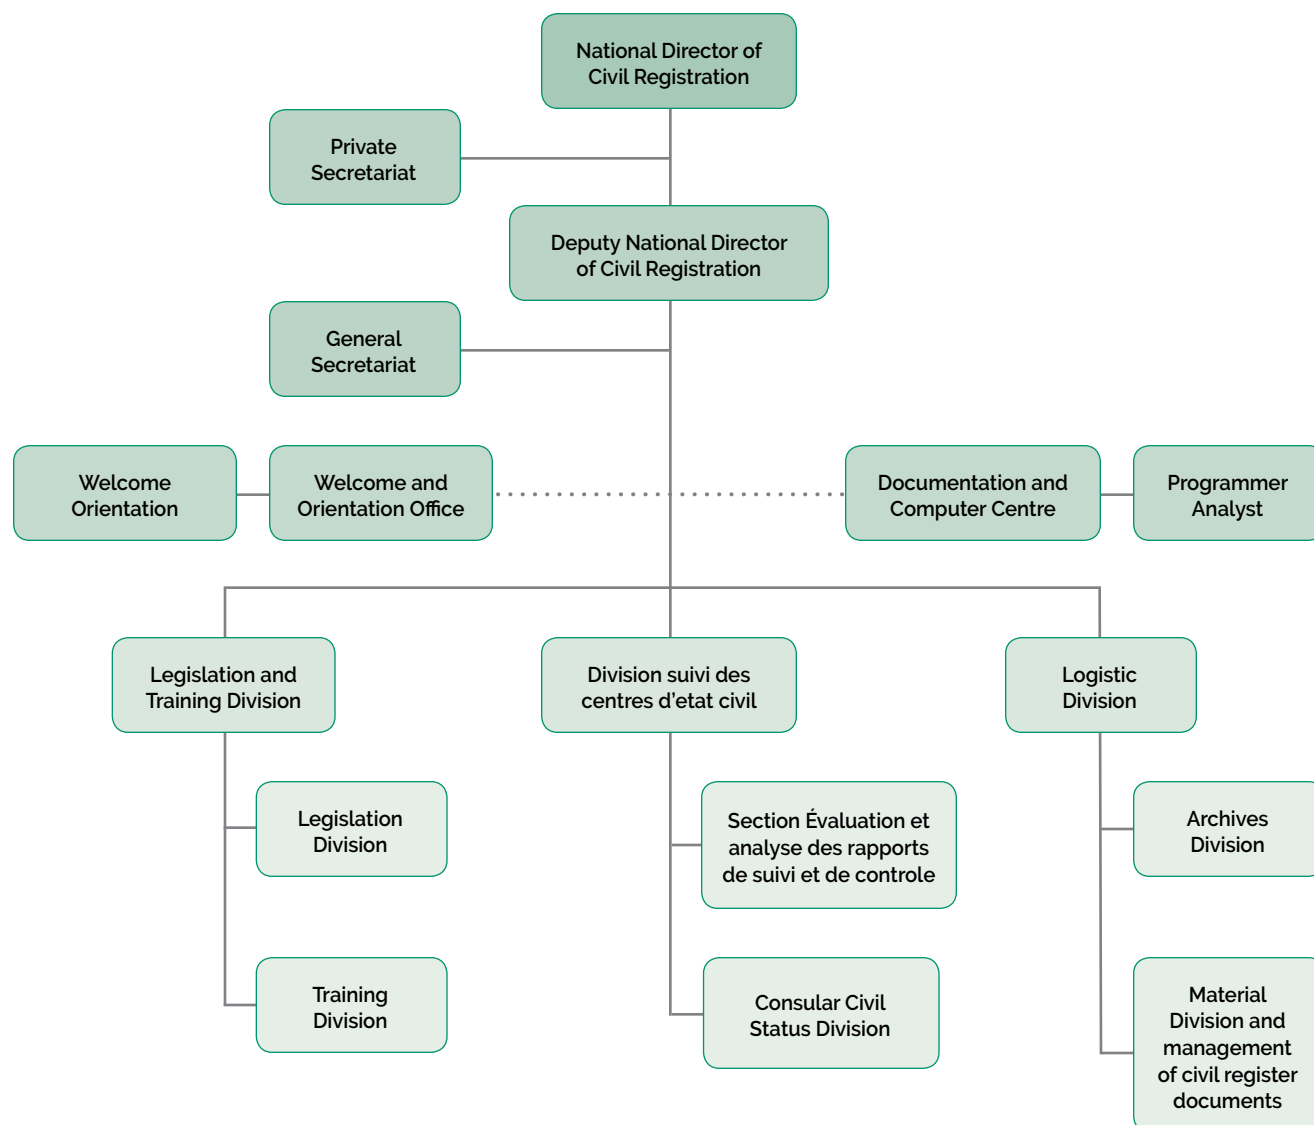 National Director of
Civil Registration
Private
Secretariat
Deputy National Director
of Civil Registration
General
Secretariat
Welcome
Orientation
Welcome and
Orientation Office
Documentation and
Computer Centre
Programmer
Analyst
Legislation and
Training Division
Division suivi des
centres d'etat civil
Logistic
Division
Legislation
Division
Section Évaluation et
analyse des rapports
de suivi et de controle
Archives
Division
Training
Division
Consular Civil
Status Division
Material
Division and
management
of civil register
documents